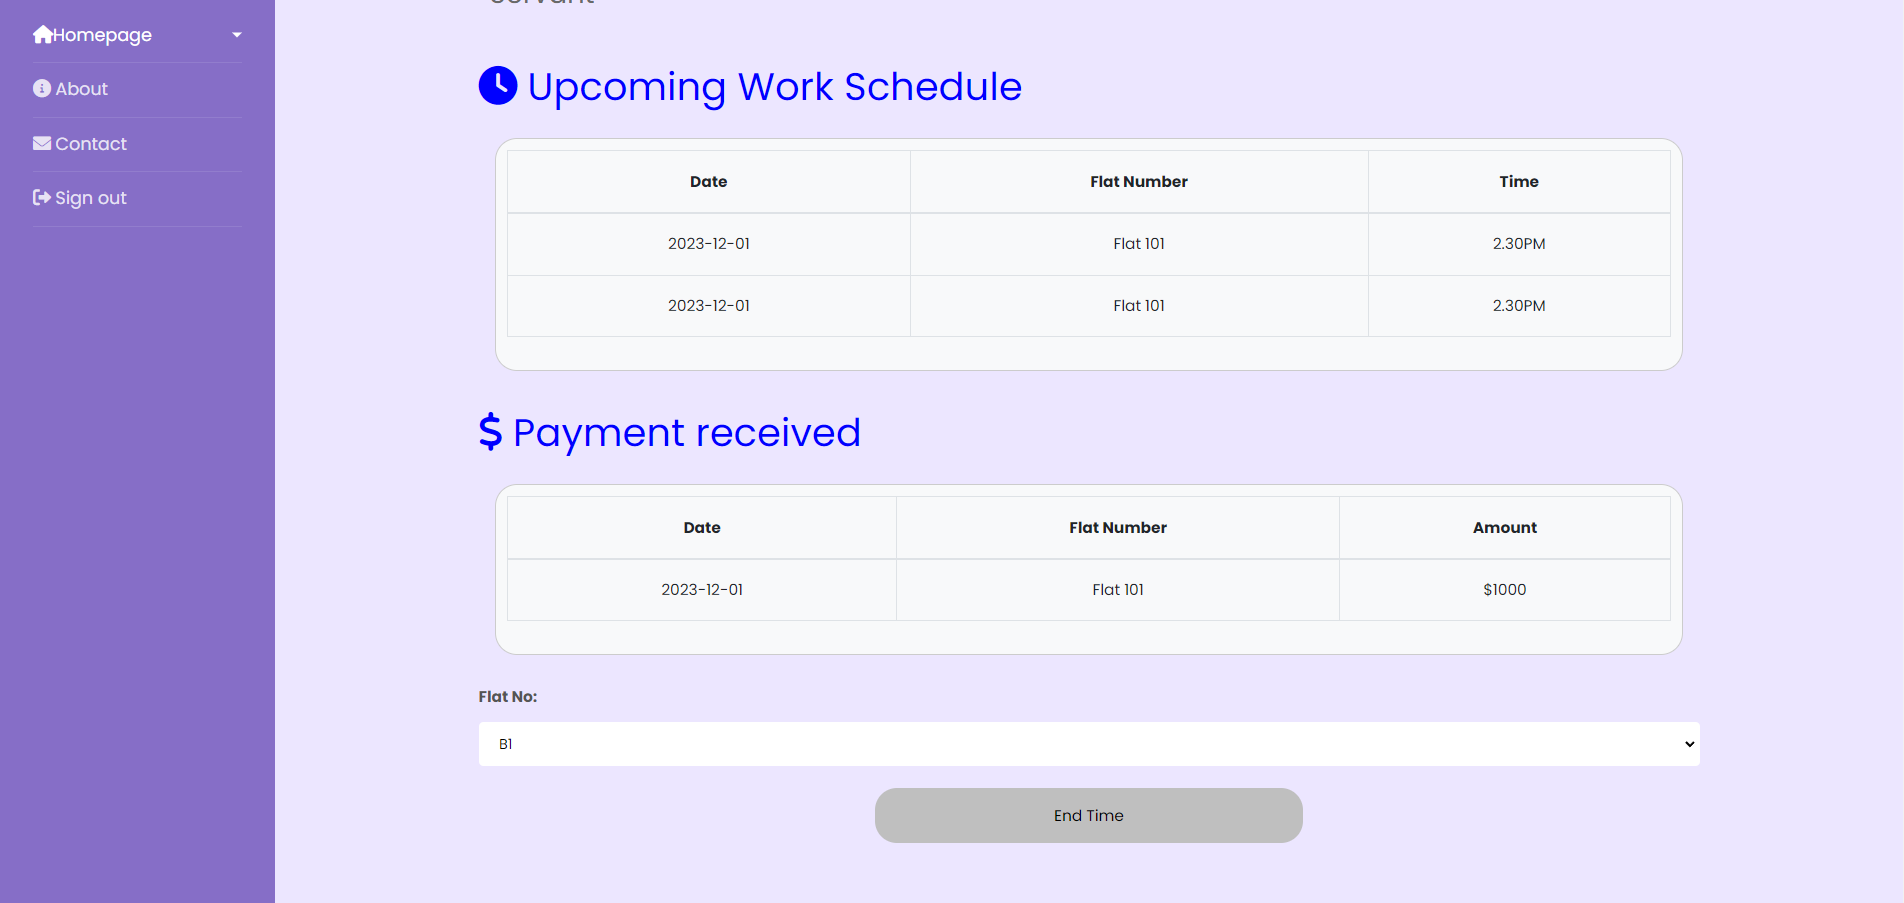 Homepage
About
Contact
Sign out
Upcoming Work Schedule
Date Flat Number Time
2023-12-01 Flat 101 2.30PM
2023-12-01 Flat 101 2.30PM
$ Payment received
Date Flat Number Amount
2023-12-01 Flat 101 $1000
Flat No:
B1
End Time